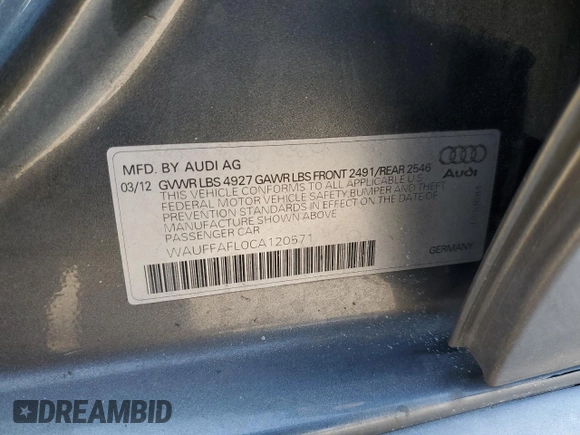 MFD. BY AUDI AG
03/12 GVWR LBS 4927 GAWR LBS FRONT 2491/REAR 2546
THIS VEHICLE CONFORMS TO ALL APPLICABLE U.S.
FEDERAL MOTOR VEHICLE SAFETY,BUMPER AND THEFT
PREVENTION STANDARDS IN EFFECT ON THE DATE OF
MANUFACTURE SHOWN ABOVE.
PASSENGER CAR
WAUFFAFL0CA120571
Audi
GERMANY
DREAMBID